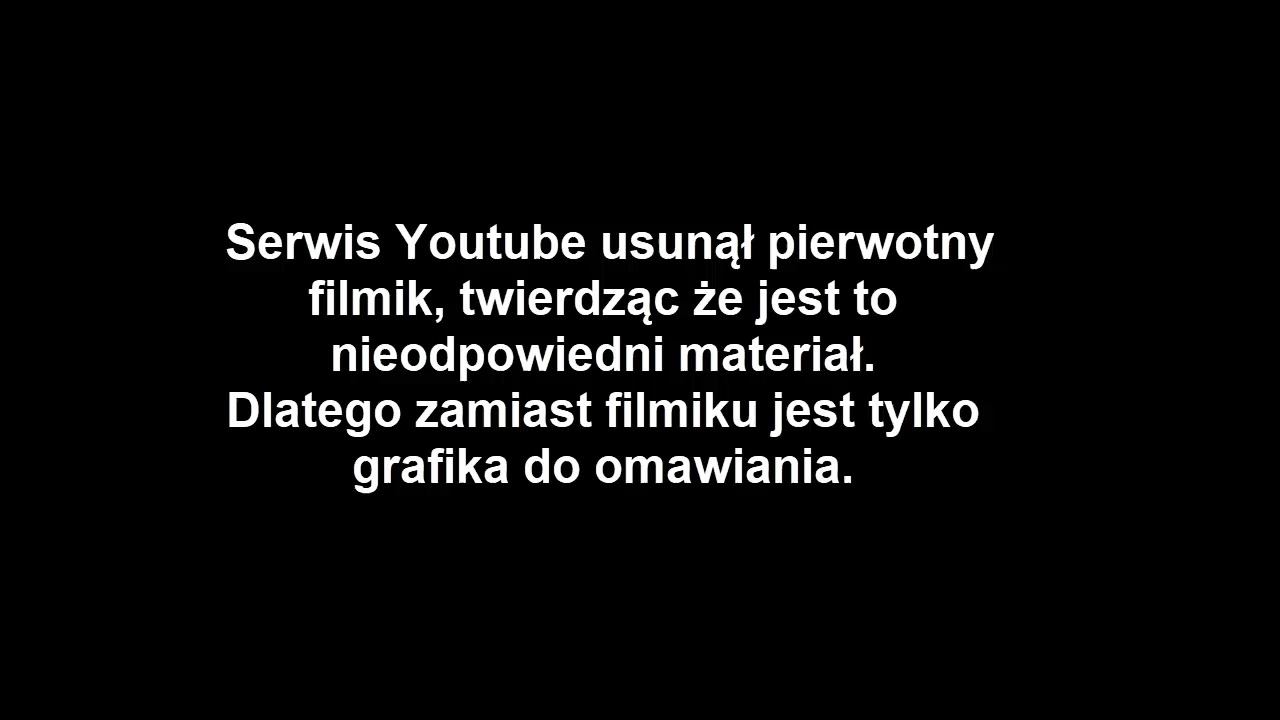 Serwis Youtube usunął pierwotny
filmik, twierdząc że jest to
nieodpowiedni materiał.
Dlatego zamiast filmiku jest tylko
grafika do omawiania.